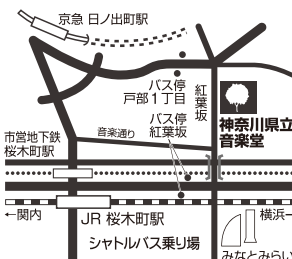 京急 日ノ出町駅
バス停
戸部1丁目
紅葉坂
バス停
紅葉坂
神奈川県立
音楽堂
音楽通り
市営地下鉄
桜木町駅
←関内
JR 桜木町駅
横浜
シャトルバス乗り場
みなとみらい